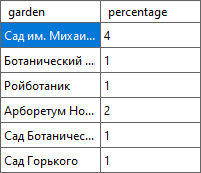 garden percentage
Сад им. Михаи... 4
Ботанический ... 1
Ройботаник 1
Арборетум Но... 2
Сад Ботаничес... 1
Сад Горького 1